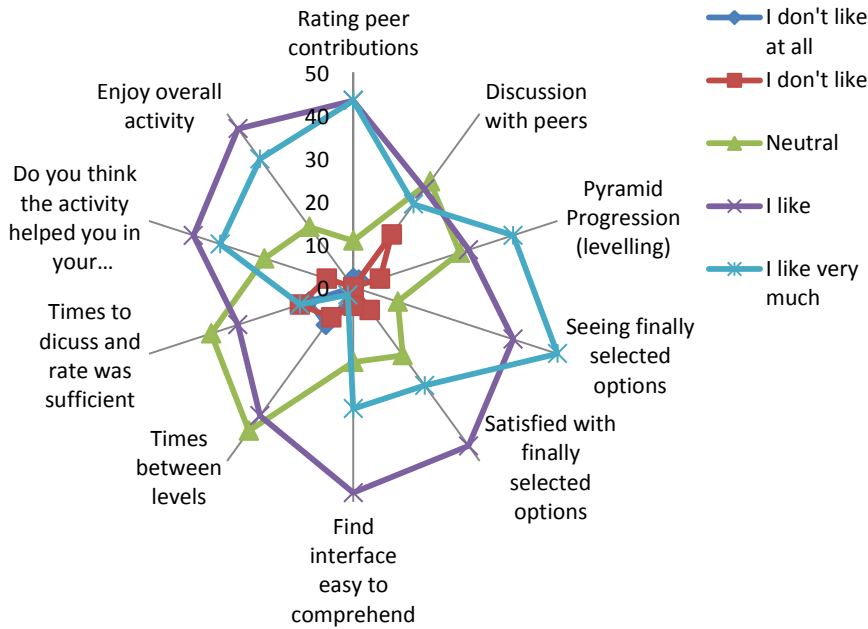 Rating peer
contributions
Discussion
with peers
Pyramid
Progression
(levelling)
Seeing finally
selected
options
Satisfied with
finally
selected
options
Find
interface
easy to
comprehend
Times
between
levels
Times to
dicuss and
rate was
sufficient
Do you think
the activity
helped you in
your...
Enjoy overall
activity
50
40
30
20
10
0
I don't like
at all
I don't like
Neutral
I like
I like very
much